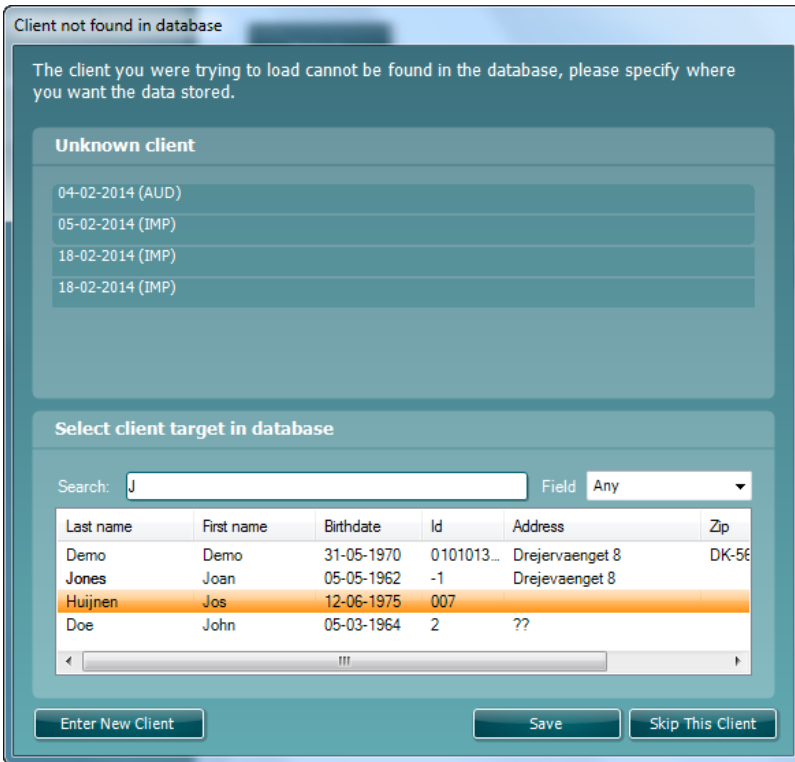 Client not found in database
The client you were trying to load cannot be found in the database, please specify where
you want the data stored.
Unknown client
04-02-2014 (AUD)
05-02-2014 (IMP)
18-02-2014 (IMP)
18-02-2014 (IMP)
Select client target in database
Search: J Field Any
Last name First name Birthdate Id Address Zip
Demo Demo 31-05-1970 0101013... Drejervaenget 8 DK-56
Jones Joan 05-05-1962 -1 Drejevaenget 8
Huijnen Jos 12-06-1975 007
Doe John 05-03-1964 2 ??
Enter New Client Save Skip This Client